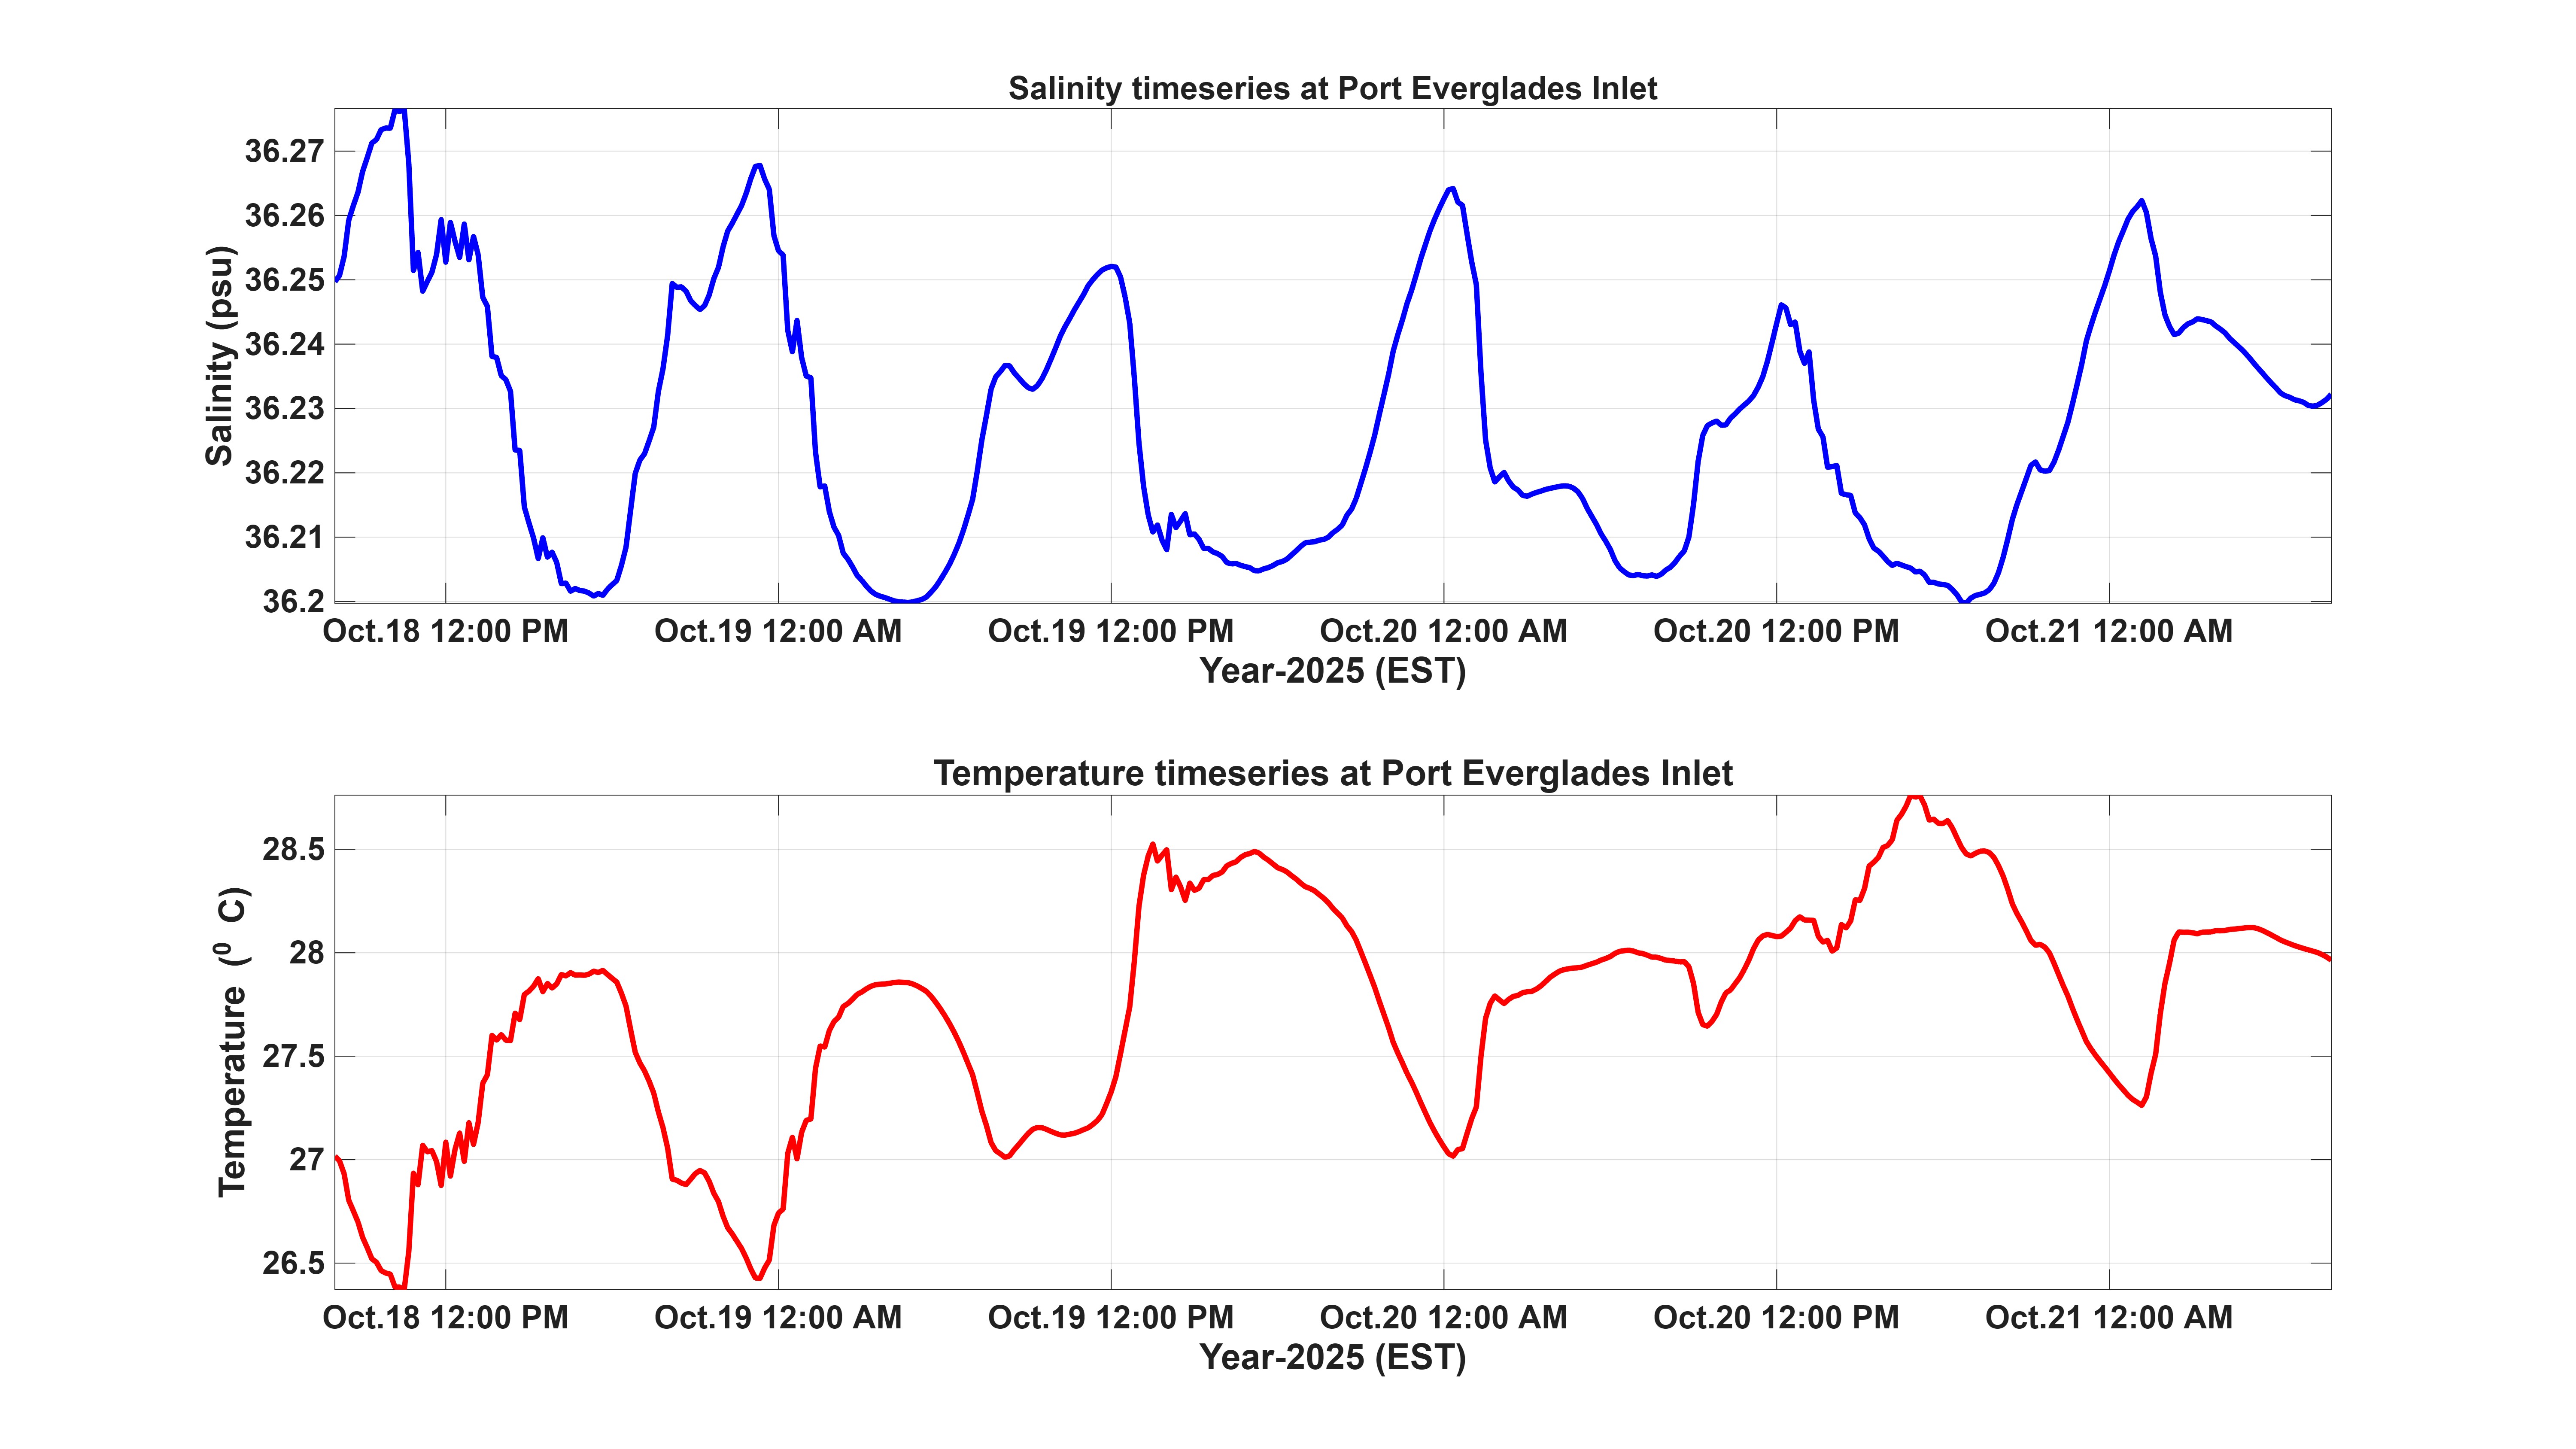 Salinity timeseries at Port Everglades Inlet
Salinity (psu)
36.27
36.26
36.25
36.24
36.23
36.22
36.21
36.2
Oct.18 12:00 PM
Oct.19 12:00 AM
Oct.19 12:00 PM
Oct.20 12:00 AM
Oct.20 12:00 PM
Oct.21 12:00 AM
Year-2025 (EST)
Temperature timeseries at Port Everglades Inlet
Temperature (⁰ C)
28.5
28
27.5
27
26.5
Oct.18 12:00 PM
Oct.19 12:00 AM
Oct.19 12:00 PM
Oct.20 12:00 AM
Oct.20 12:00 PM
Oct.21 12:00 AM
Year-2025 (EST)